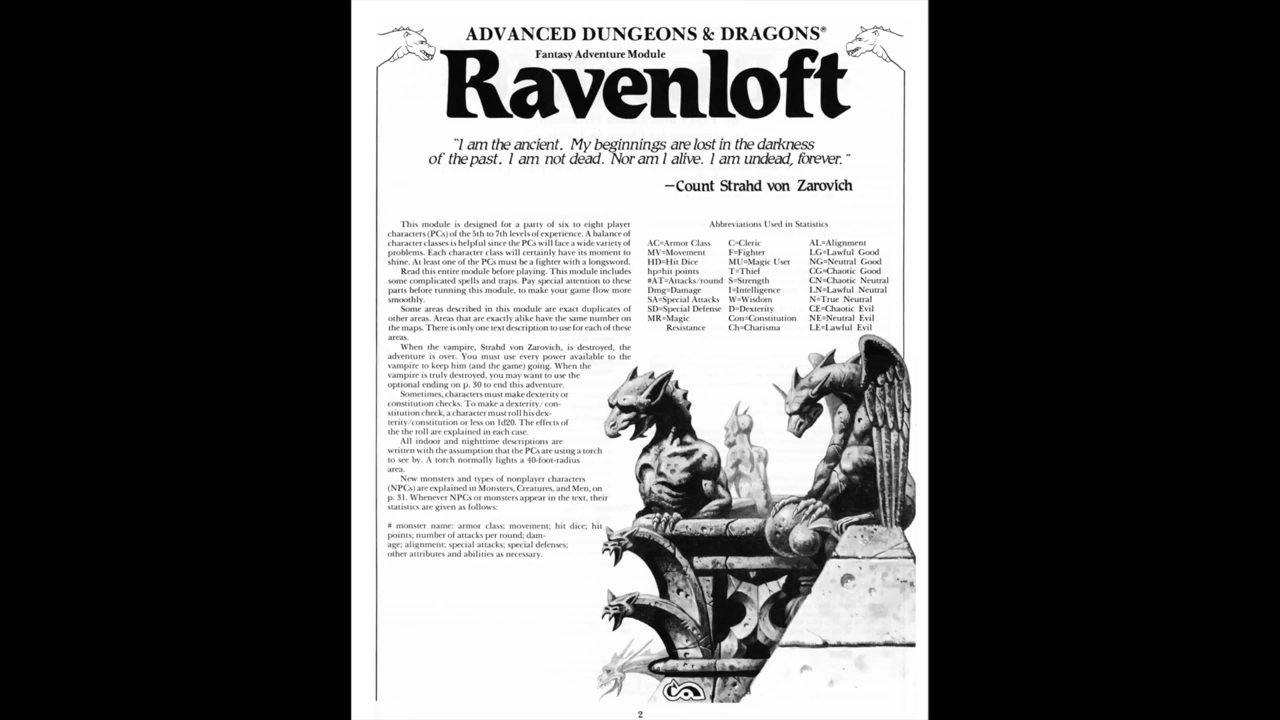 ADVANCED DUNGEONS & DRAGONS®
Fantasy Adventure Module
Ravenloft
"I am the ancient. My beginnings are lost in the darkness
of the past. I am not dead. Nor am I alive. I am undead, forever."
—Count Strahd von Zarovich
This module is designed for a party of six to eight player
characters (PCs) of the 5th to 7th levels of experience. A balance of
character classes is helpful since the PCs will face a wide variety of
problems. Each character class will certainly have its moment to
shine. At least one of the PCs must be a fighter with a longsword.
Read this entire module before playing. This module includes
some complicated spells and traps. Pay special attention to these
parts before running this module, to make your game flow more
smoothly.
Some areas described in this module are exact duplicates of
other areas. Areas that are exactly alike have the same number on
the maps. There is only one text description to use for each of these
areas.
When the vampire, Strahd von Zarovich, is destroyed, the
adventure is over. You must use every power available to the
vampire to keep him (and the game) going. When the
vampire is truly destroyed, you may want to use the
optional ending on p. 30 to end this adventure.
Sometimes, characters must make dexterity or
constitution checks. To make a dexterity/con-
stitution check, a character must roll his dex-
terity/constitution or less on 1d20. The effects of
the the roll are explained in each case.
All indoor and nighttime descriptions are
written with the assumption that the PCs are using a torch
to see by. A torch normally lights a 40-foot-radius
area.
New monsters and types of nonplayer characters
(NPCs) are explained in Monsters, Creatures, and Men, on
p. 31. Whenever NPCs or monsters appear in the text, their
statistics are given as follows:
# monster name: armor class; movement; hit dice; hit
points; number of attacks per round; dam-
age; alignment; special attacks; special defenses;
other attributes and abilities as necessary.
Abbreviations Used in Statistics
AC=Armor Class C=Cleric AL=Alignment
MV=Movement F=Fighter LG=Lawful Good
HD=Hit Dice MU=Magic User NG=Neutral Good
hp=hit points T=Thief CG=Chaotic Good
#AT=Attacks/round S=Strength CN=Chaotic Neutral
Dmg=Damage I=Intelligence LN=Lawful Neutral
SA=Special Attacks W=Wisdom N=True Neutral
SD=Special Defense D=Dexterity CE=Chaotic Evil
MR=Magic Con=Constitution NE=Neutral Evil
Resistance Ch=Charisma LE=Lawful Evil
2